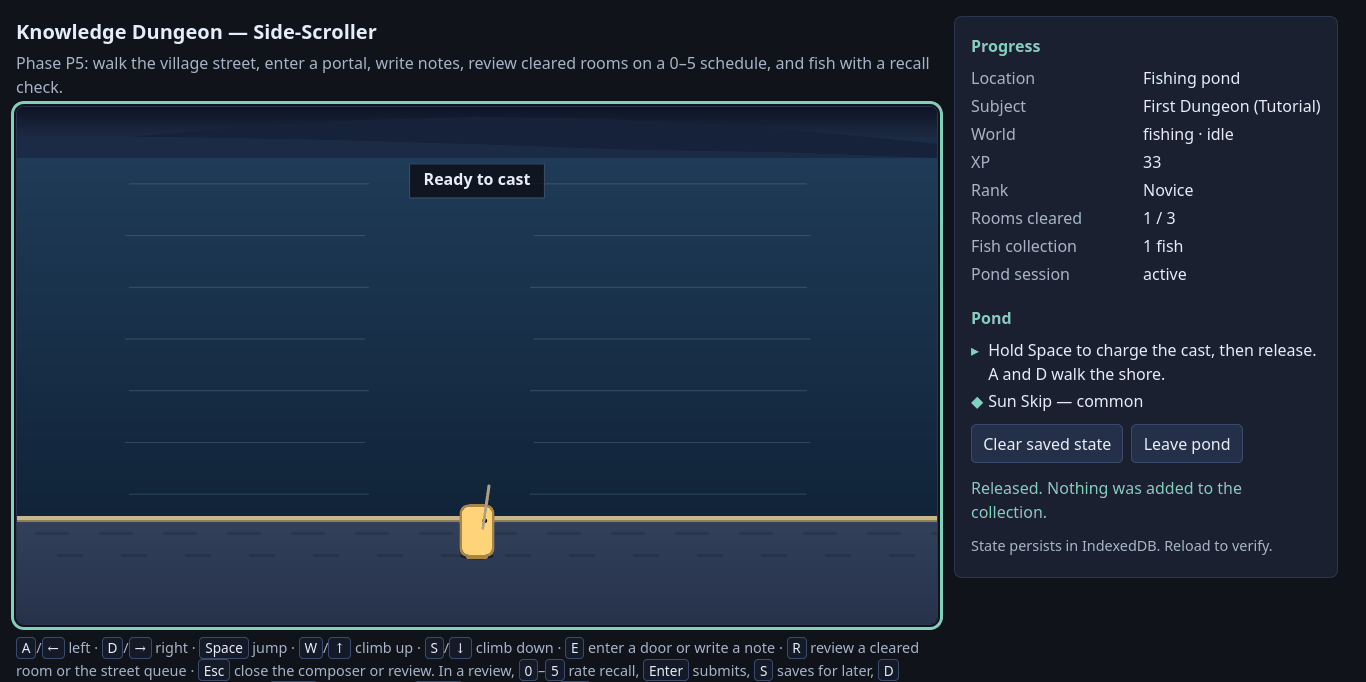 Knowledge Dungeon — Side-Scroller
Phase P5: walk the village street, enter a portal, write notes, review cleared rooms on a 0–5 schedule, and fish with a recall
check.
Ready to cast
A/← left · D/→ right · Space jump · W/↑ climb up · S/↓ climb down · E enter a door or write a note · R review a cleared
room or the street queue · Esc close the composer or review. In a review, 0–5 rate recall, Enter submits, S saves for later, D
Progress
Location Fishing pond
Subject First Dungeon (Tutorial)
World fishing · idle
XP 33
Rank Novice
Rooms cleared 1 / 3
Fish collection 1 fish
Pond session active
Pond
▸ Hold Space to charge the cast, then release.
A and D walk the shore.
◆ Sun Skip — common
Clear saved state Leave pond
Released. Nothing was added to the
collection.
State persists in IndexedDB. Reload to verify.